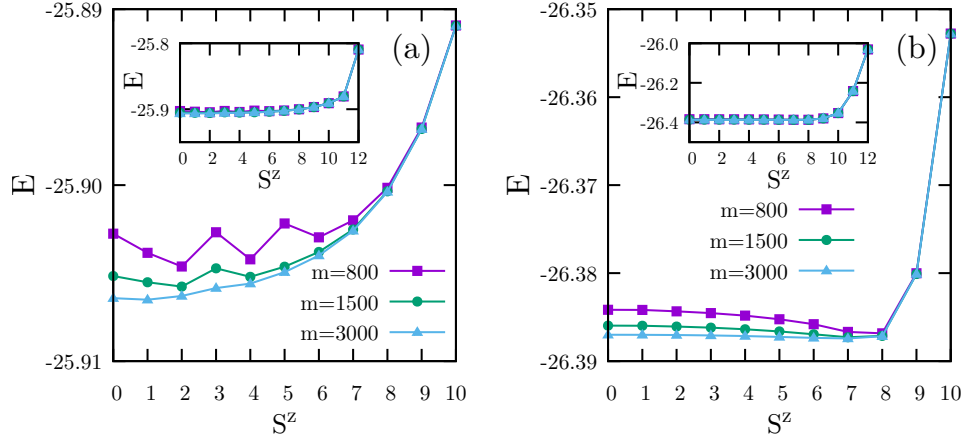 (a)
E
-25.89
-25.90
-25.91
0 1 2 3 4 5 6 7 8 9 10
S^z
m=800
m=1500
m=3000
E
-25.8
-25.9
0 2 4 6 8 10 12
S^z
(b)
E
-26.35
-26.36
-26.37
-26.38
-26.39
0 1 2 3 4 5 6 7 8 9 10
S^z
m=800
m=1500
m=3000
E
-26.0
-26.2
-26.4
0 2 4 6 8 10 12
S^z